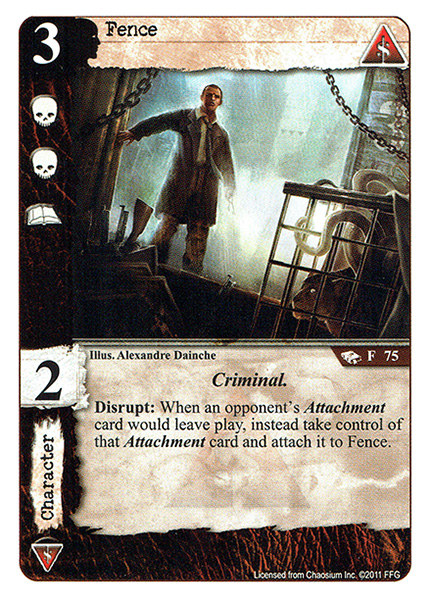 3
Fence
Illus. Alexandre Dainche
F 75
2
Criminal.
Disrupt: When an opponent's Attachment
card would leave play, instead take control of
that Attachment card and attach it to Fence.
Character
Licensed from Chaosium Inc. ©2011 FFG